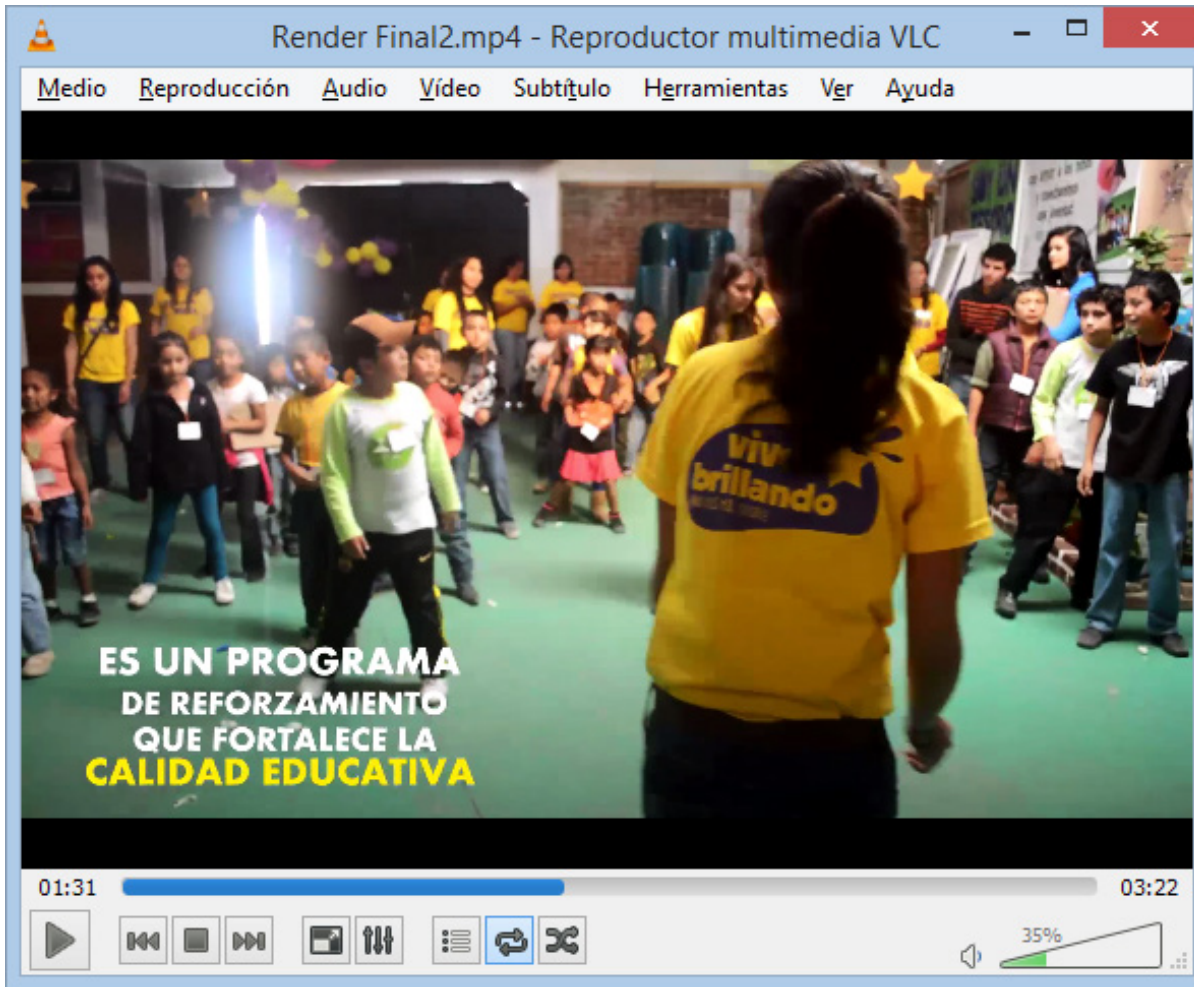 Render Final2.mp4 - Reproductor multimedia VLC
Medio Reproducción Audio Vídeo Subtítulo Herramientas Ver Ayuda
vive
brillando
ES UN PROGRAMA
DE REFORZAMIENTO
QUE FORTALECE LA
CALIDAD EDUCATIVA
01:31 03:22
35%